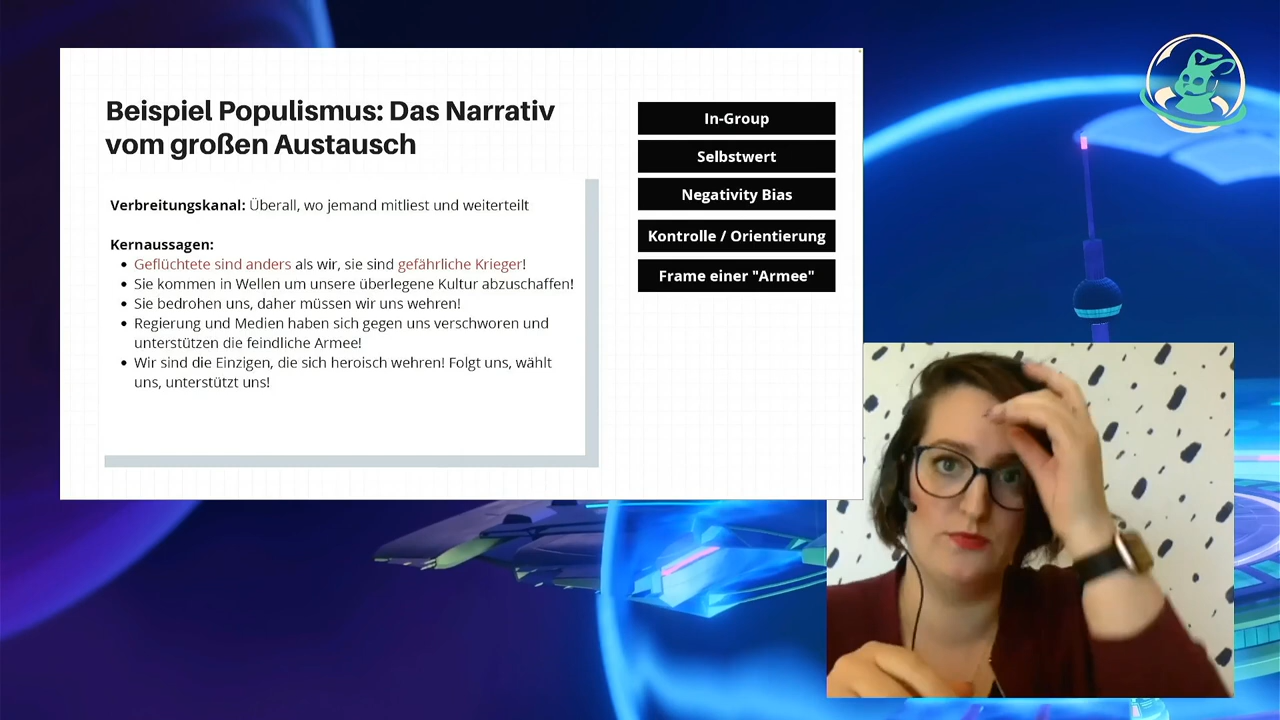 Beispiel Populismus: Das Narrativ
vom großen Austausch
Verbreitungskanal: Überall, wo jemand mitliest und weiterteilt
Kernaussagen:
• Geflüchtete sind anders als wir, sie sind gefährliche Krieger!
• Sie kommen in Wellen um unsere überlegene Kultur abzuschaffen!
• Sie bedrohen uns, daher müssen wir uns wehren!
• Regierung und Medien haben sich gegen uns verschworen und
unterstützen die feindliche Armee!
• Wir sind die Einzigen, die sich heroisch wehren! Folgt uns, wählt
uns, unterstützt uns!
In-Group
Selbstwert
Negativity Bias
Kontrolle / Orientierung
Frame einer "Armee"